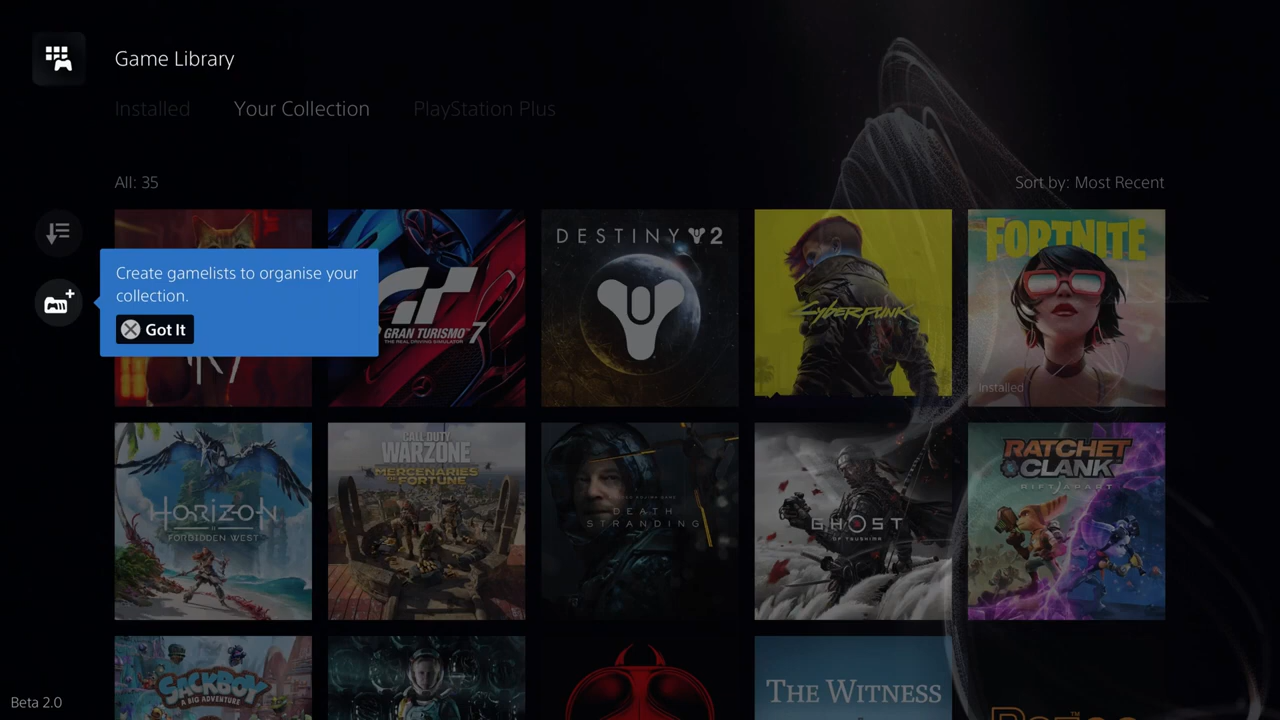 Game Library
Installed
Your Collection
PlayStation Plus
All: 35
Sort by: Most Recent
Create gamelists to organise your
collection.
Got It
GRAN TURISMO 7
THE REAL DRIVING SIMULATOR
DESTINY 2
Cyberpunk
FORTNITE
Installed
HORIZON
FORBIDDEN WEST
CALL OF DUTY
WARZONE
MERCENARIES
OF FORTUNE
DEATH
STRANDING
GHOST
OF TSUSHIMA
RATCHET
CLANK
RIFT APART
SACKBOY
A BIG ADVENTURE
THE WITNESS
Beta 2.0